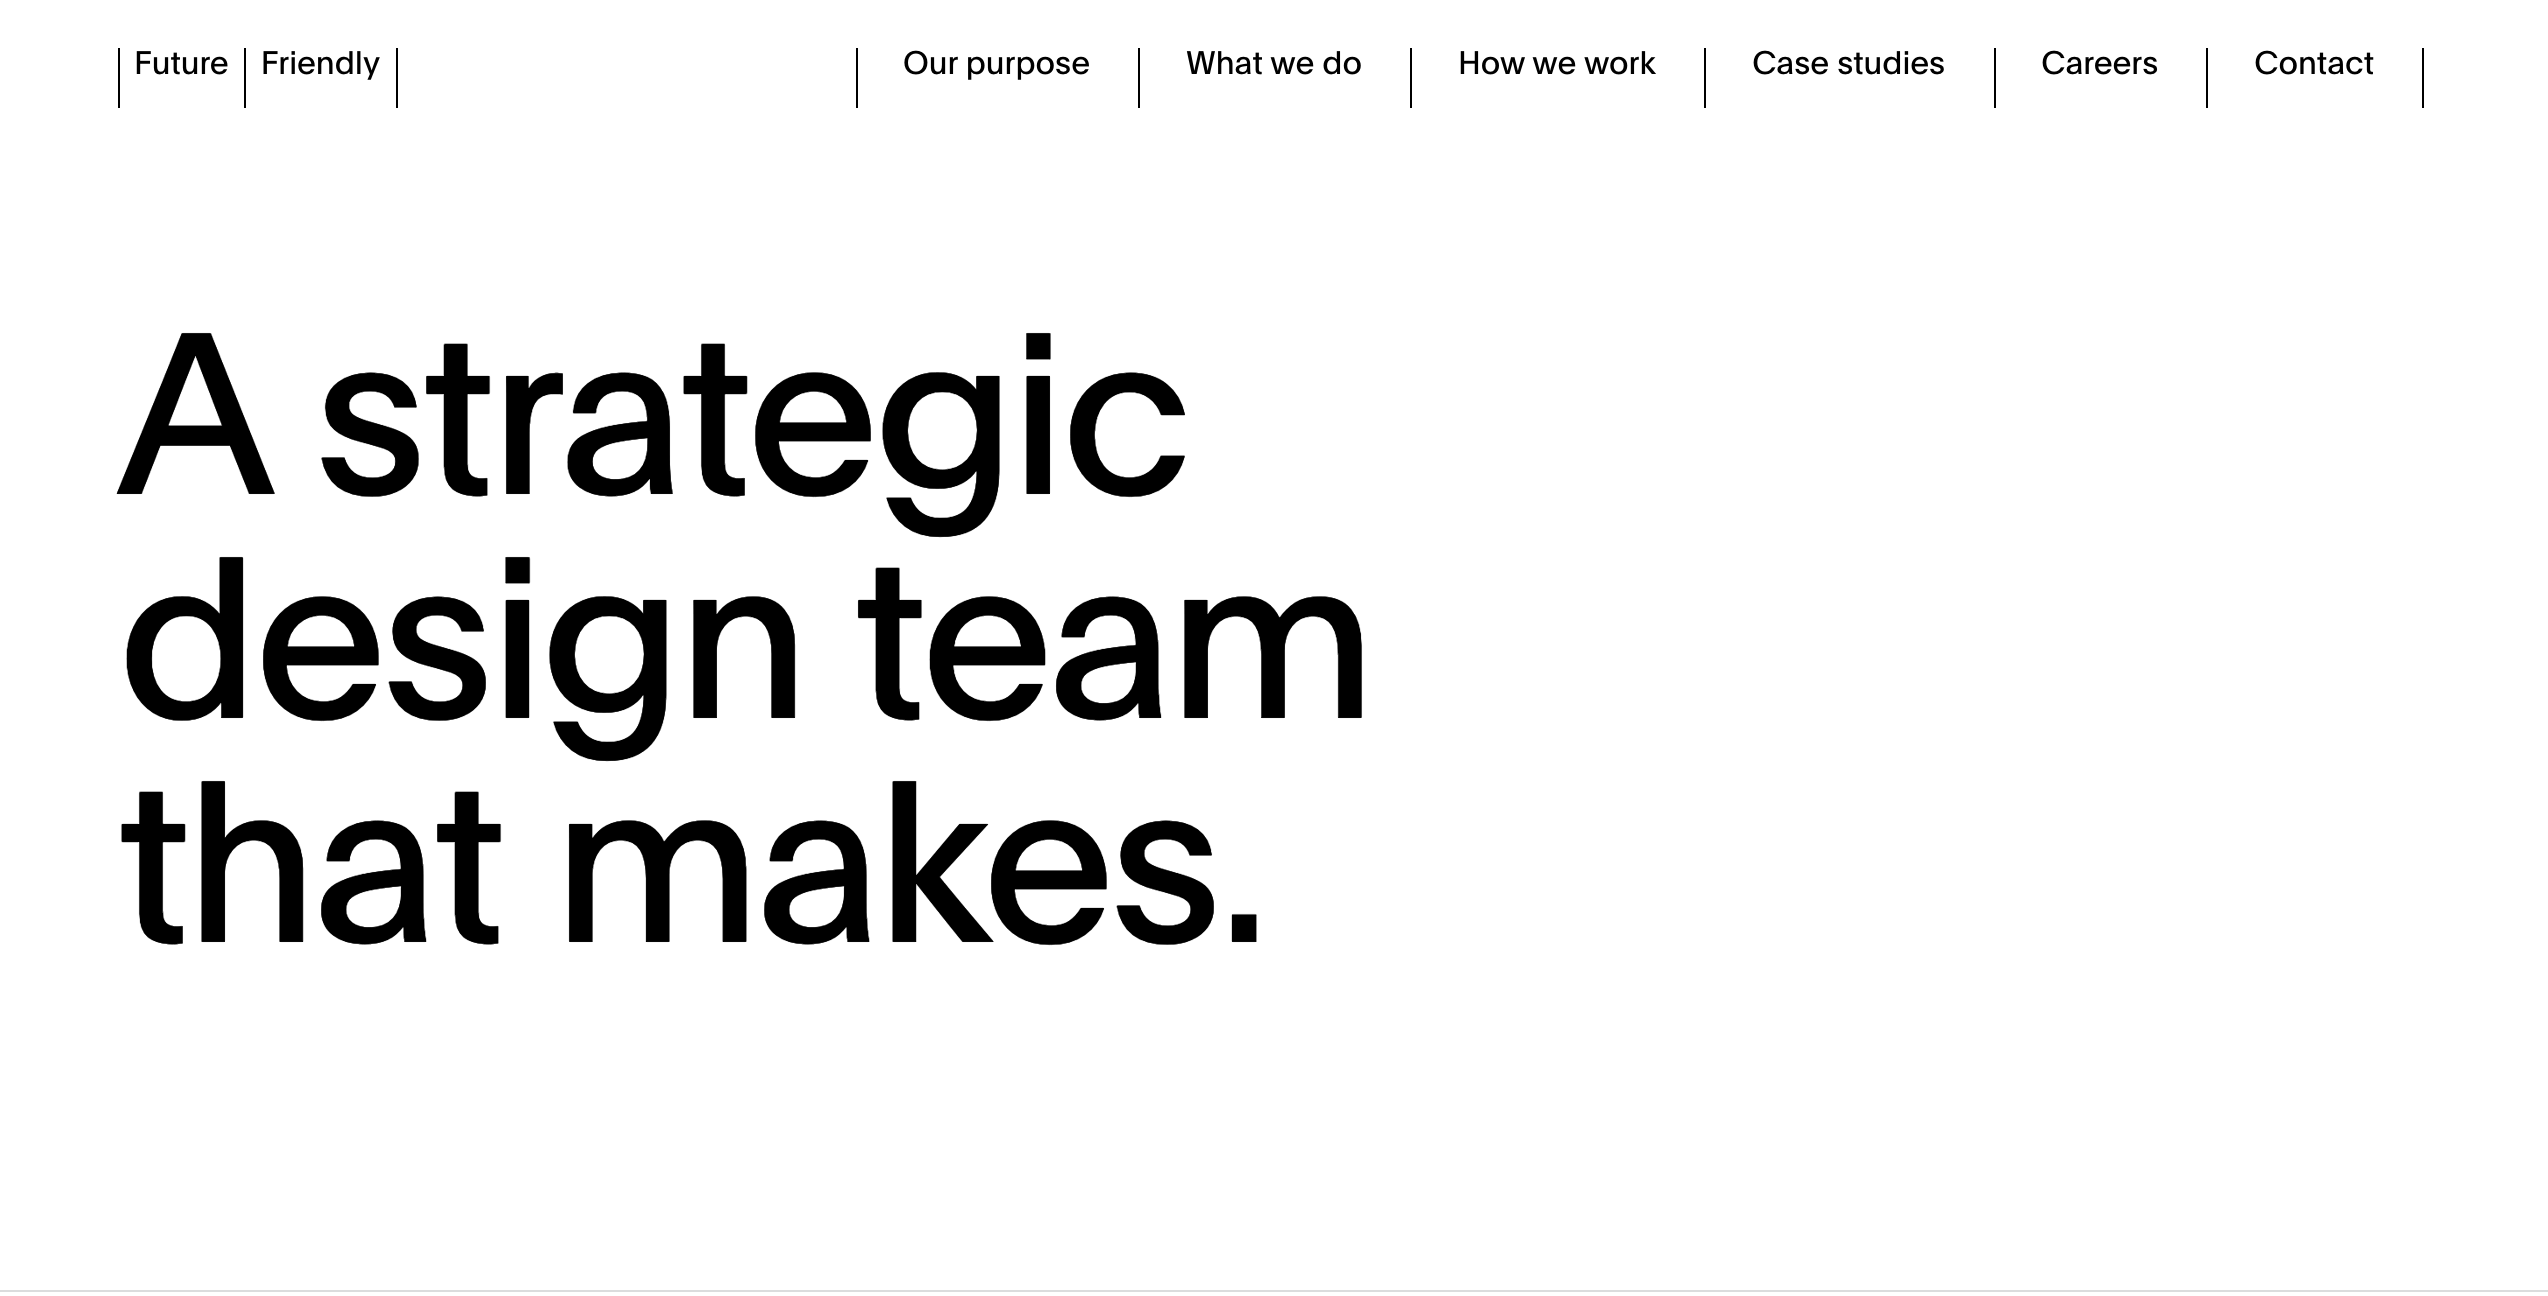 Future Friendly
Our purpose
What we do
How we work
Case studies
Careers
Contact
A strategic
design team
that makes.